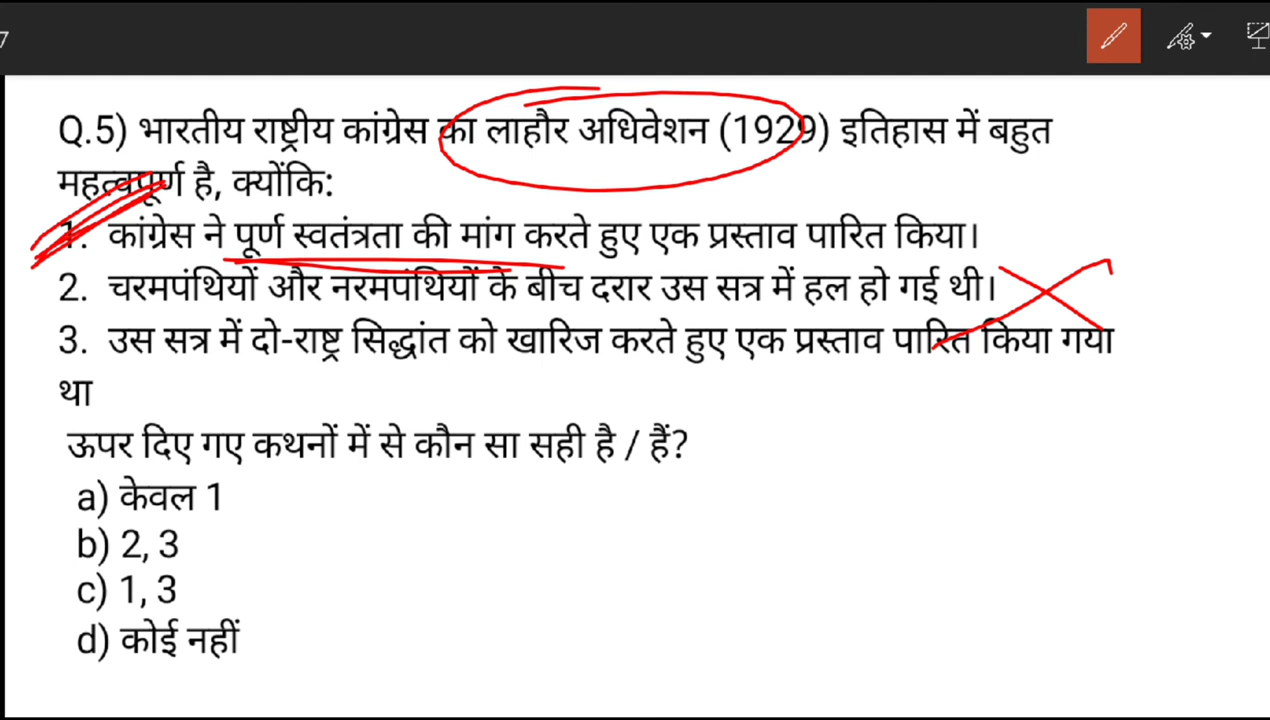 7
Q.5) भारतीय राष्ट्रीय कांग्रेस का लाहौर अधिवेशन (1929) इतिहास में बहुत
महत्वपूर्ण है, क्योंकि:
1. कांग्रेस ने पूर्ण स्वतंत्रता की मांग करते हुए एक प्रस्ताव पारित किया।
2. चरमपंथियों और नरमपंथियों के बीच दरार उस सत्र में हल हो गई थी।
3. उस सत्र में दो-राष्ट्र सिद्धांत को खारिज करते हुए एक प्रस्ताव पारित किया गया
था
ऊपर दिए गए कथनों में से कौन सा सही है / हैं?
a) केवल 1
b) 2, 3
c) 1, 3
d) कोई नहीं